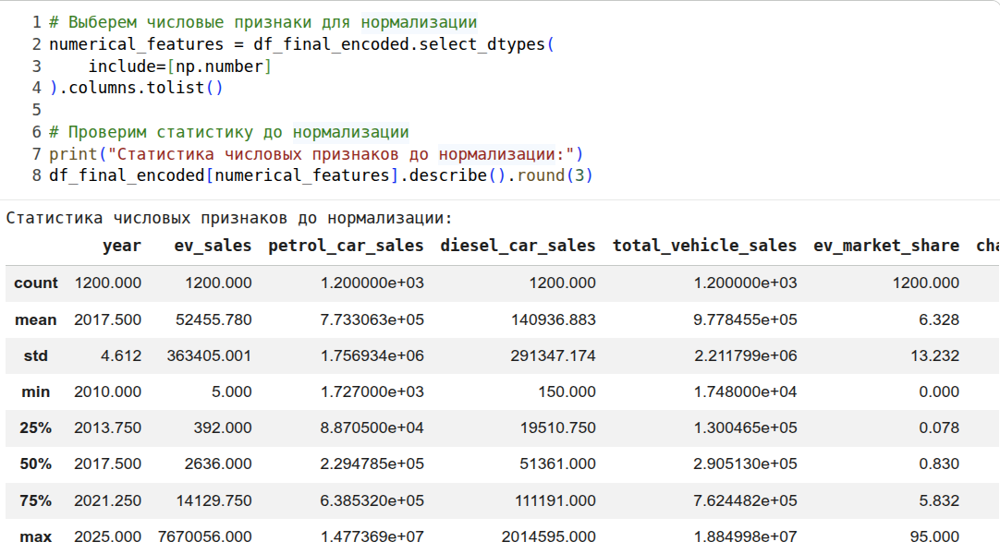 1 # Выберем числовые признаки для нормализации
2 numerical_features = df_final_encoded.select_dtypes(
3     include=[np.number]
4 ).columns.tolist()
5
6 # Проверим статистику до нормализации
7 print("Статистика числовых признаков до нормализации:")
8 df_final_encoded[numerical_features].describe().round(3)
Статистика числовых признаков до нормализации:
year ev_sales petrol_car_sales diesel_car_sales total_vehicle_sales ev_market_share cha
count 1200.000 1200.000 1.200000e+03 1200.000 1.200000e+03 1200.000
mean 2017.500 52455.780 7.733063e+05 140936.883 9.778455e+05 6.328
std 4.612 363405.001 1.756934e+06 291347.174 2.211799e+06 13.232
min 2010.000 5.000 1.727000e+03 150.000 1.748000e+04 0.000
25% 2013.750 392.000 8.870500e+04 19510.750 1.300465e+05 0.078
50% 2017.500 2636.000 2.294785e+05 51361.000 2.905130e+05 0.830
75% 2021.250 14129.750 6.385320e+05 111191.000 7.624482e+05 5.832
max 2025.000 7670056.000 1.477369e+07 2014595.000 1.884998e+07 95.000